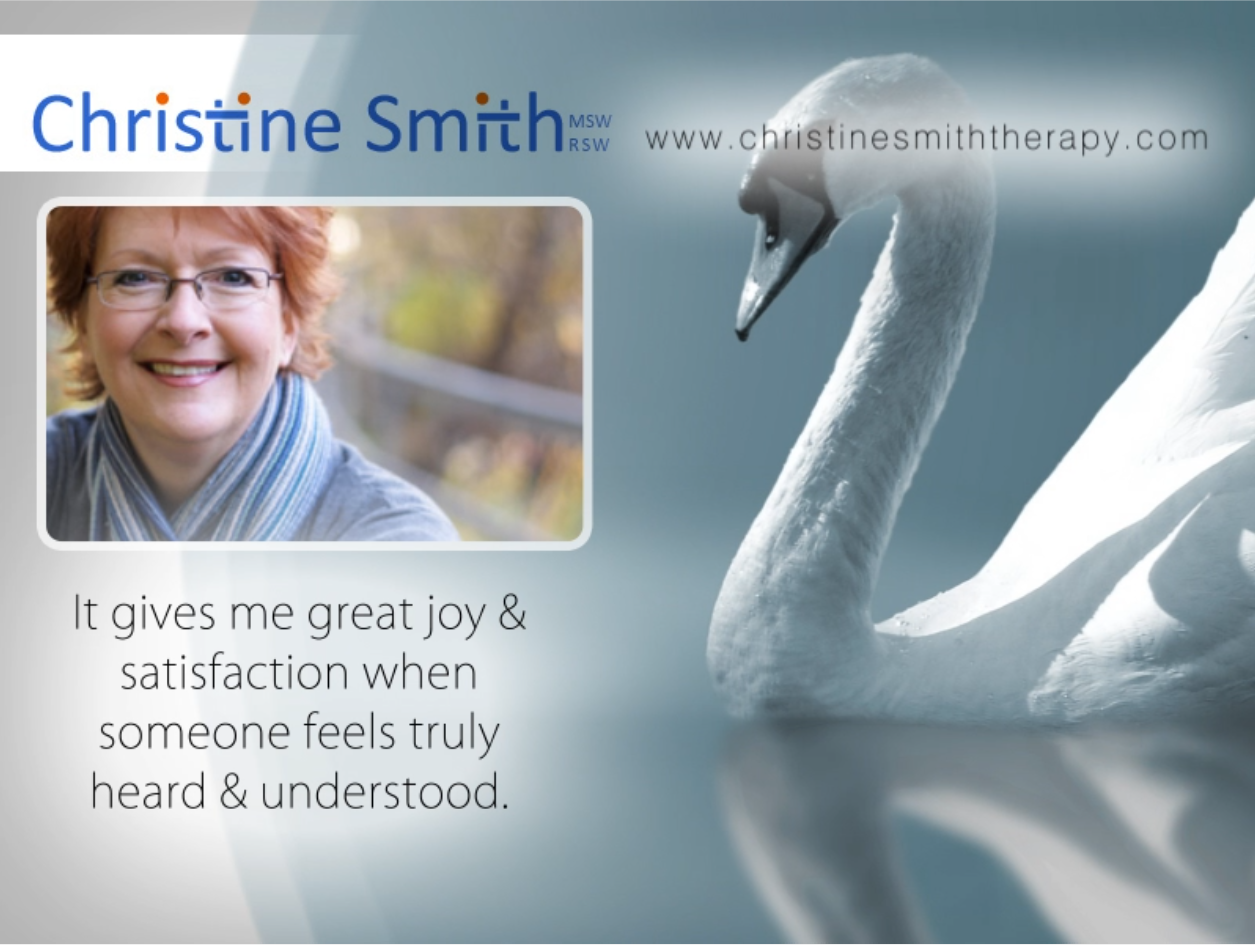 Christine Smith MSW RSW
www.christinesmiththerapy.com
It gives me great joy &
satisfaction when
someone feels truly
heard & understood.